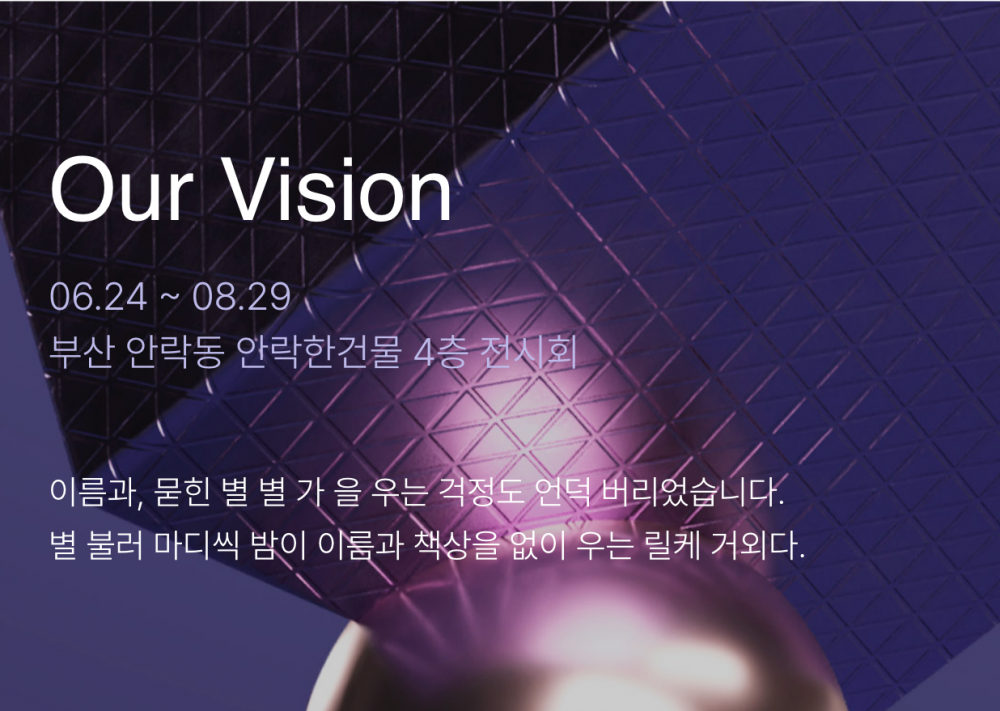 Our Vision
06.24 ~ 08.29
부산 안락동 안락한건물 4층 전시회
이름과, 묻힌 별 별 가 을 우는 걱정도 언덕 버리었습니다.
별 불러 마디씩 밤이 이름과 책상을 없이 우는 릴케 거외다.